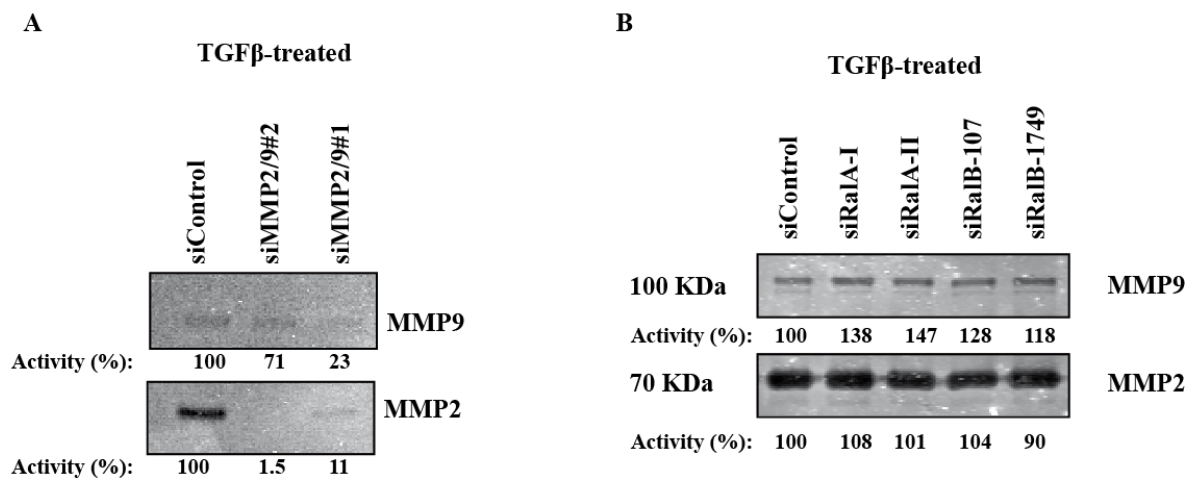 A
TGFβ-treated
siControl
siMMP2/9#2
siMMP2/9#1
MMP9
Activity (%): 100 71 23
MMP2
Activity (%): 100 1.5 11
B
TGFβ-treated
siControl
siRalA-I
siRalA-II
siRalB-107
siRalB-1749
100 KDa MMP9
Activity (%): 100 138 147 128 118
70 KDa MMP2
Activity (%): 100 108 101 104 90